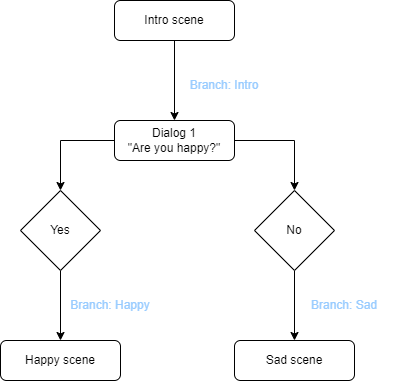 Intro scene
Branch: Intro
Dialog 1
"Are you happy?"
Yes
No
Branch: Happy
Branch: Sad
Happy scene
Sad scene